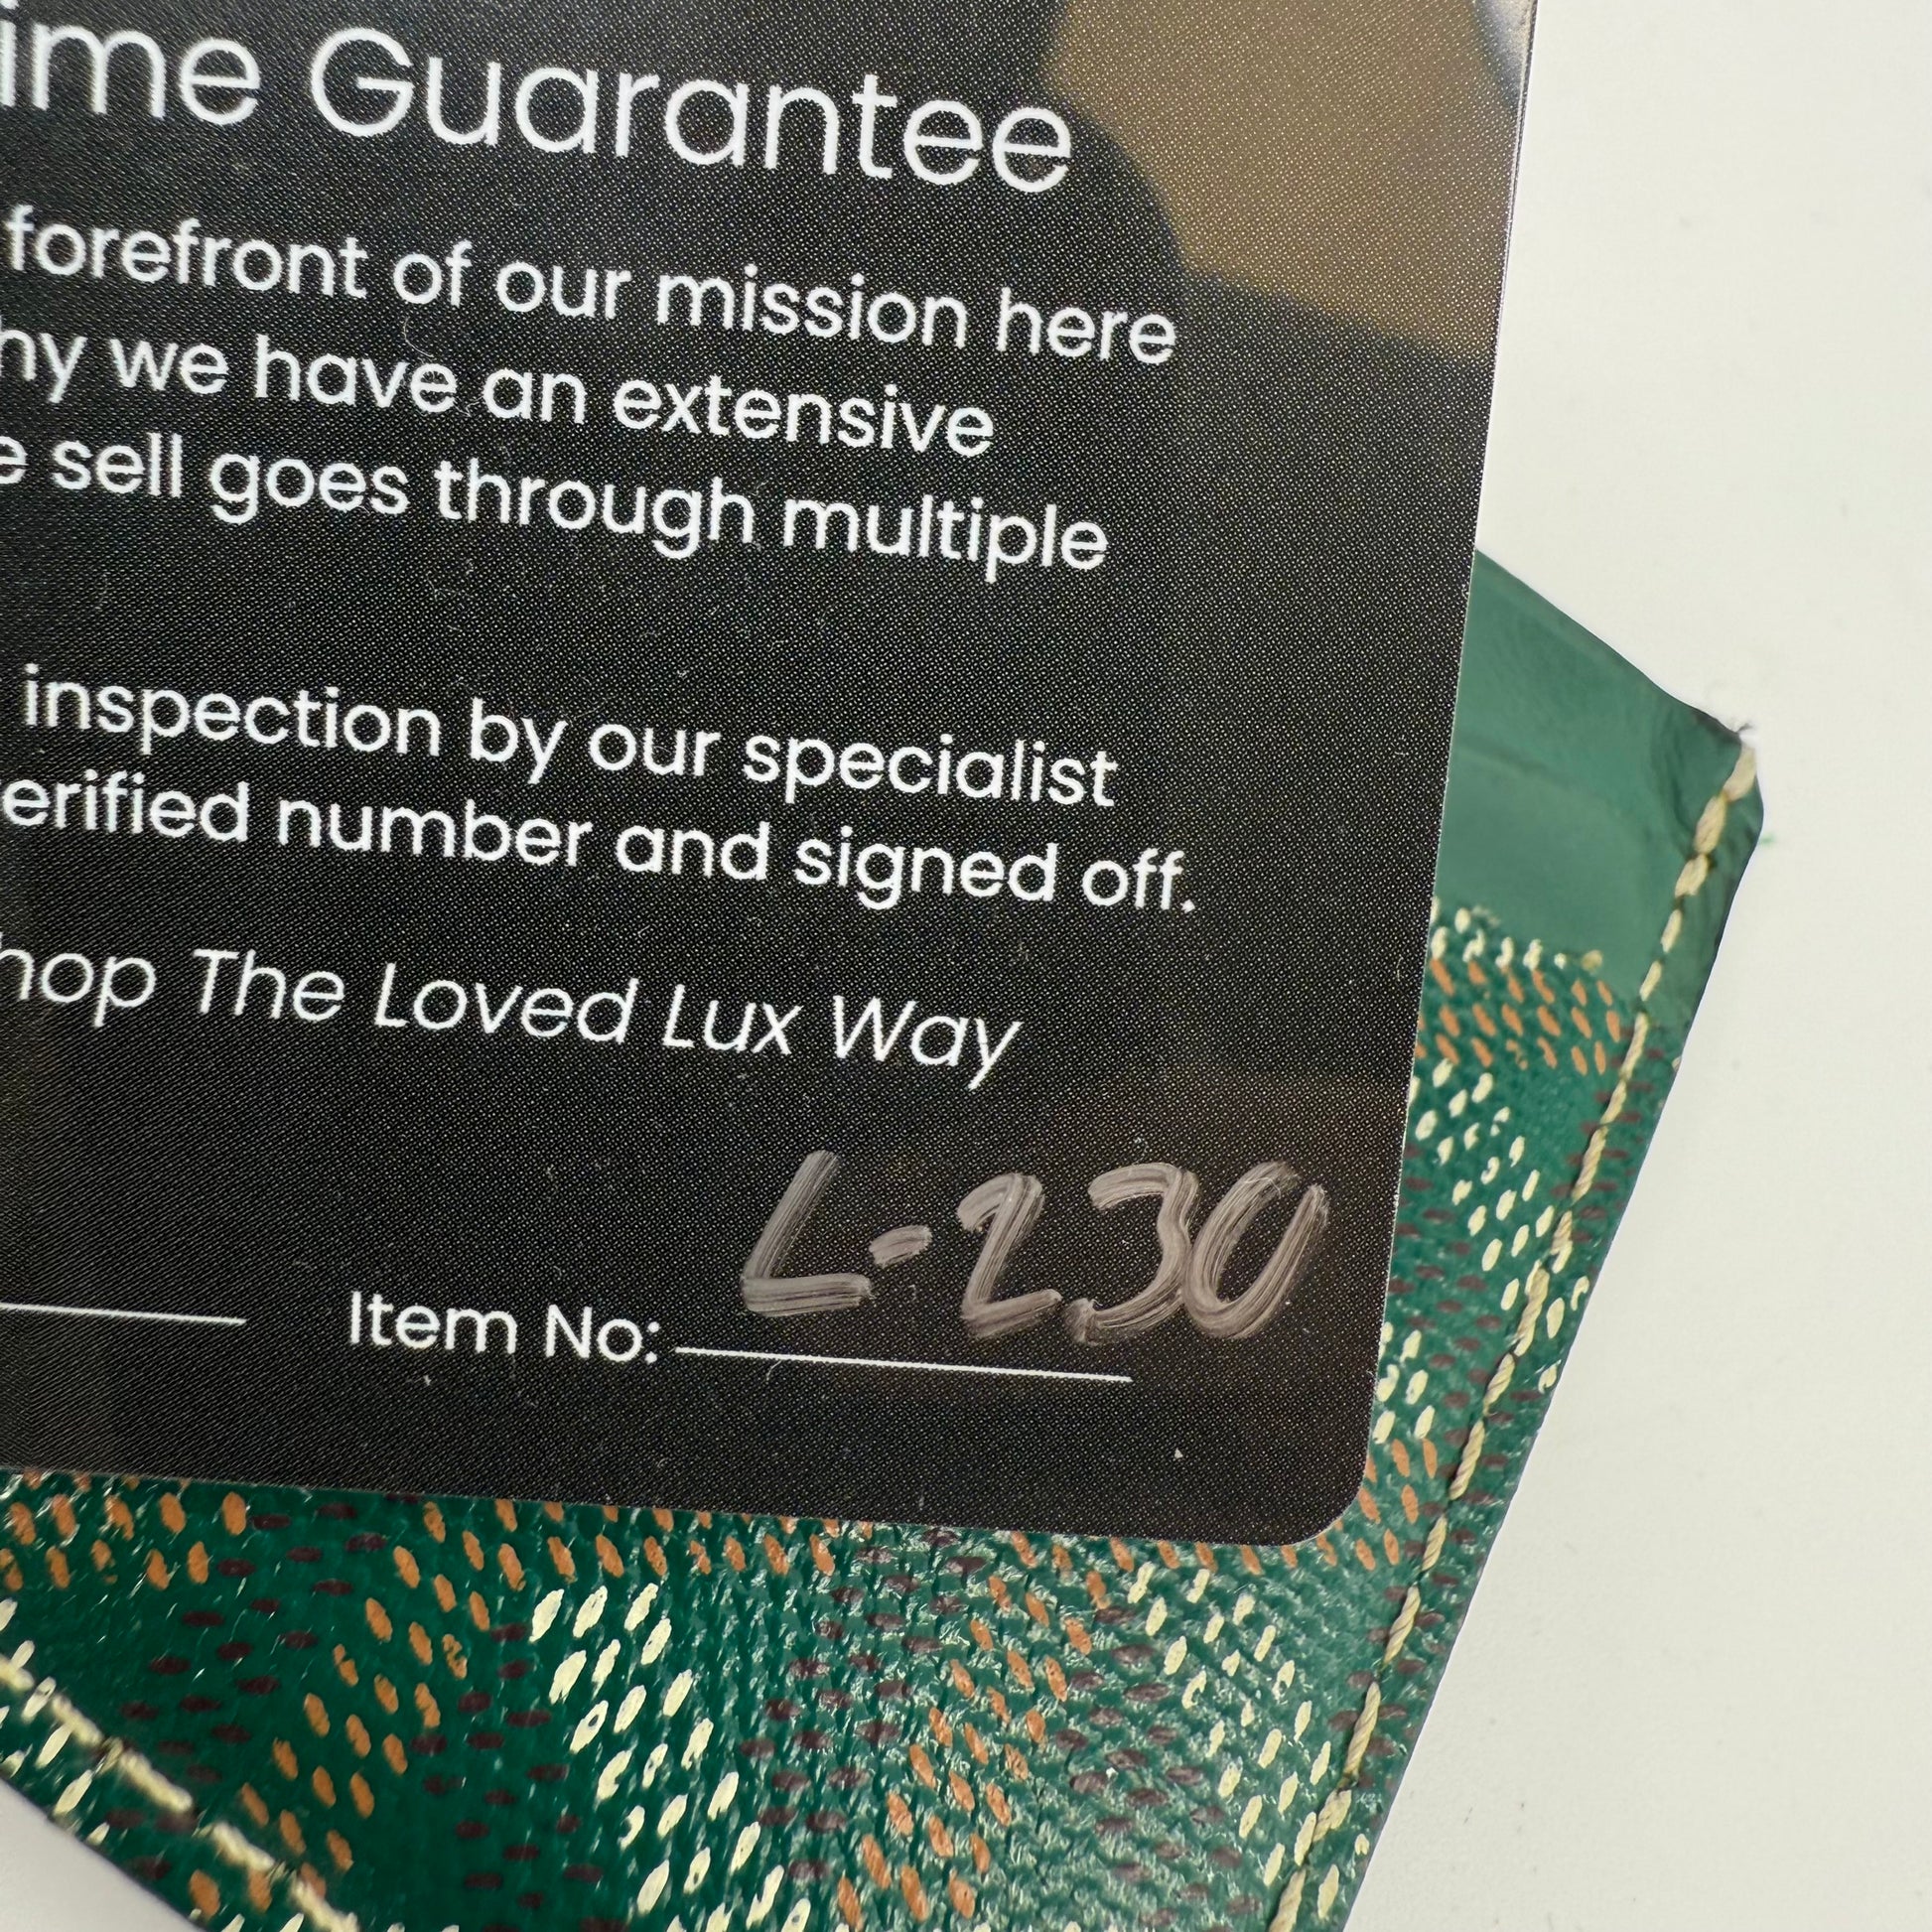 ime Guarantee
forefront of our mission here
hy we have an extensive
e sell goes through multiple
inspection by our specialist
erified number and signed off.
hop The Loved Lux Way
Item No: L-230